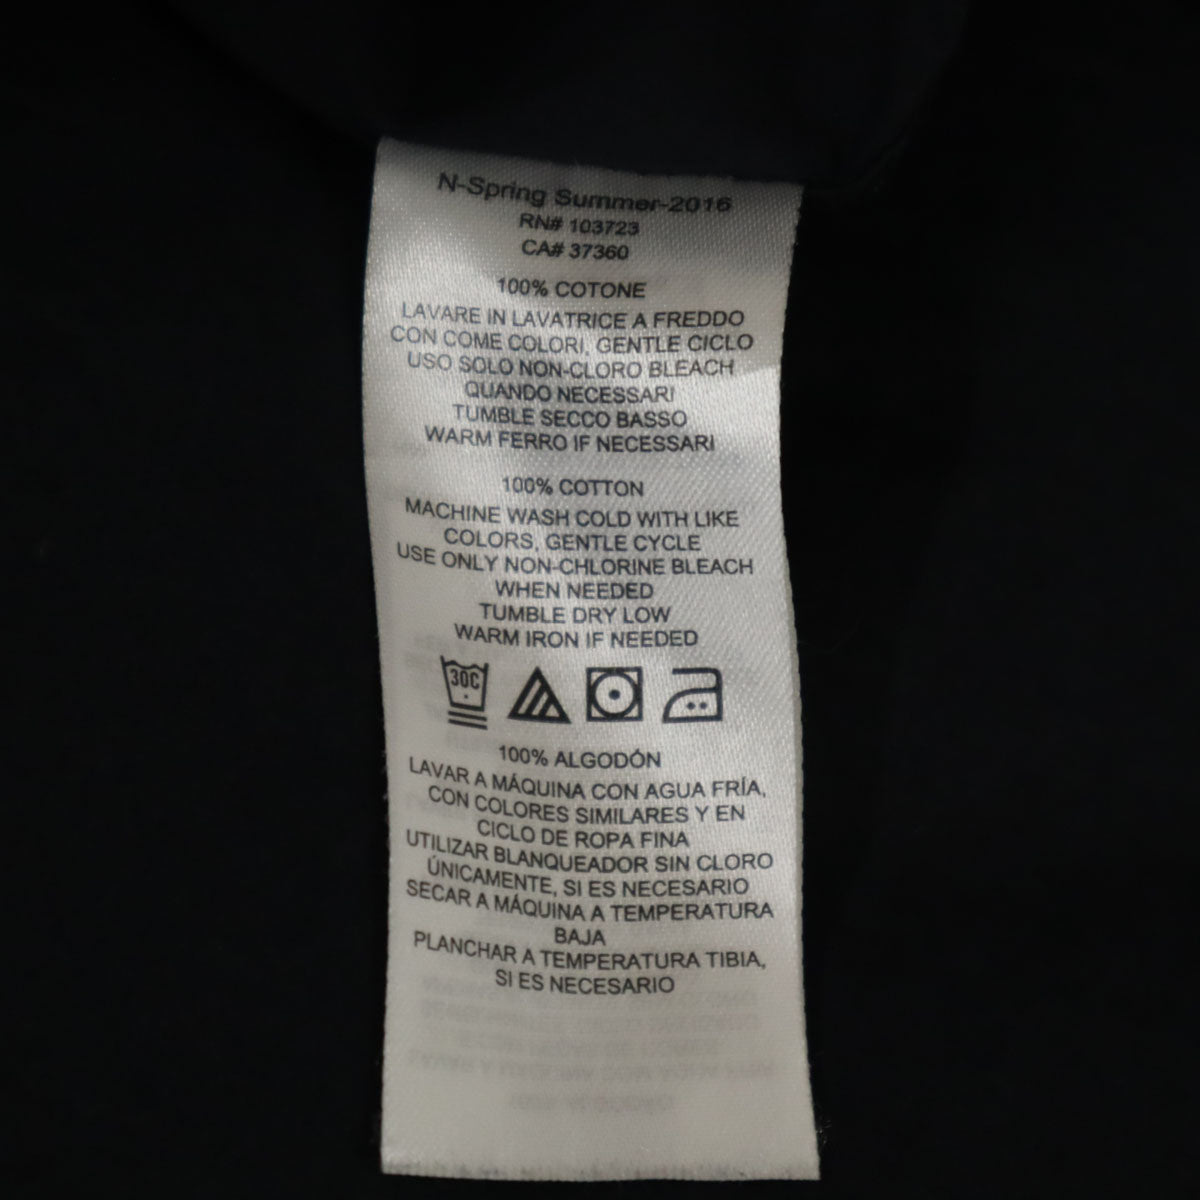 N-Spring Summer-2016
RN# 103723
CA# 37360
100% COTONE
LAVARE IN LAVATRICE A FREDDO
CON COME COLORI, GENTLE CICLO
USO SOLO NON-CLORO BLEACH
QUANDO NECESSARI
TUMBLE SECCO BASSO
WARM FERRO IF NECESSARI
100% COTTON
MACHINE WASH COLD WITH LIKE
COLORS, GENTLE CYCLE
USE ONLY NON-CHLORINE BLEACH
WHEN NEEDED
TUMBLE DRY LOW
WARM IRON IF NEEDED
30C
100% ALGODÓN
LAVAR A MÁQUINA CON AGUA FRÍA,
CON COLORES SIMILARES Y EN
CICLO DE ROPA FINA
UTILIZAR BLANQUEADOR SIN CLORO
ÚNICAMENTE, SI ES NECESARIO
SECAR A MÁQUINA A TEMPERATURA
BAJA
PLANCHAR A TEMPERATURA TIBIA,
SI ES NECESARIO